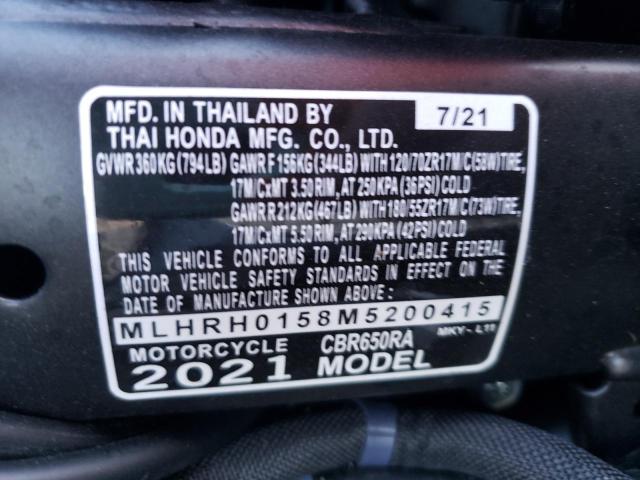 MFD. IN THAILAND BY 7/21
THAI HONDA MFG. CO., LTD.
GVWR 360KG (794LB) GAWR F 156KG (344LB) WITH 120/70ZR17M/C(58W) TIRE,
17M/CxMT 3.50 RIM, AT 250KPA (36PSI) COLD
GAWR R 212KG (467LB) WITH 180/55ZR17M/C(73W) TIRE,
17M/CxMT 5.50 RIM, AT 290KPA (42PSI) COLD
THIS VEHICLE CONFORMS TO ALL APPLICABLE FEDERAL
MOTOR VEHICLE SAFETY STANDARDS IN EFFECT ON THE
DATE OF MANUFACTURE SHOWN ABOVE:
MLHRH0158M5200415
MOTORCYCLE CBR650RA MKY-L11
2021 MODEL